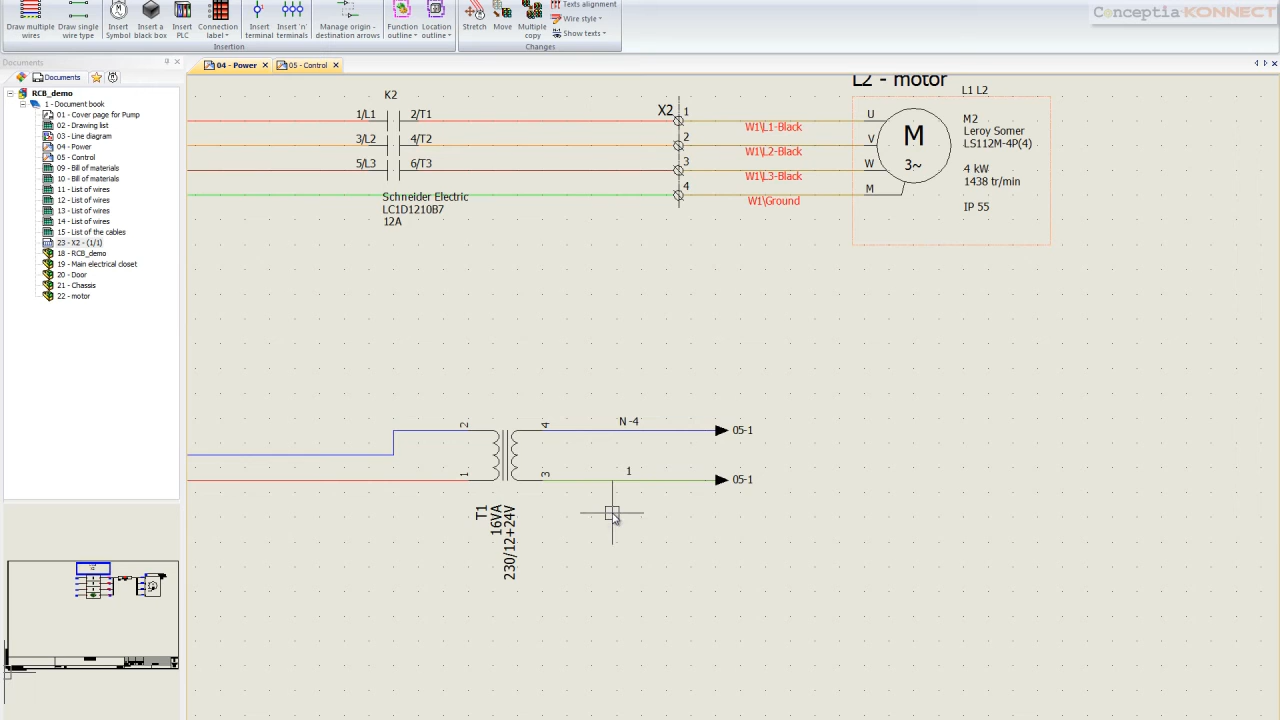 Conceptia KONNECT
Draw multiple wires
Draw single wire type
Insert Symbol
Insert a black box
Insert PLC
Connection label
Insert terminal
Insert 'n' terminals
Manage origin - destination arrows
Function outline
Location outline
Stretch
Move
Multiple copy
Texts alignment
Wire style
Show texts
Insertion
Changes
Documents
Documents
04 - Power
05 - Control
RCB_demo
1 - Document book
01 - Cover page for Pump
02 - Drawing list
03 - Line diagram
04 - Power
05 - Control
09 - Bill of materials
10 - Bill of materials
11 - List of wires
12 - List of wires
13 - List of wires
14 - List of wires
15 - List of the cables
23 - X2 - (1/1)
18 - RCB_demo
19 - Main electrical closet
20 - Door
21 - Chassis
22 - motor
L2 - motor
L1 L2
K2
1/L1
2/T1
3/L2
4/T2
5/L3
6/T3
Schneider Electric
LC1D1210B7
12A
X2
1
2
3
4
W1\L1-Black
W1\L2-Black
W1\L3-Black
W1\Ground
U
V
W
M
M
3~
M2
Leroy Somer
LS112M-4P(4)
4 kW
1438 tr/min
IP 55
2
4
N -4
05-1
1
3
1
05-1
T1
16VA
230/12+24V